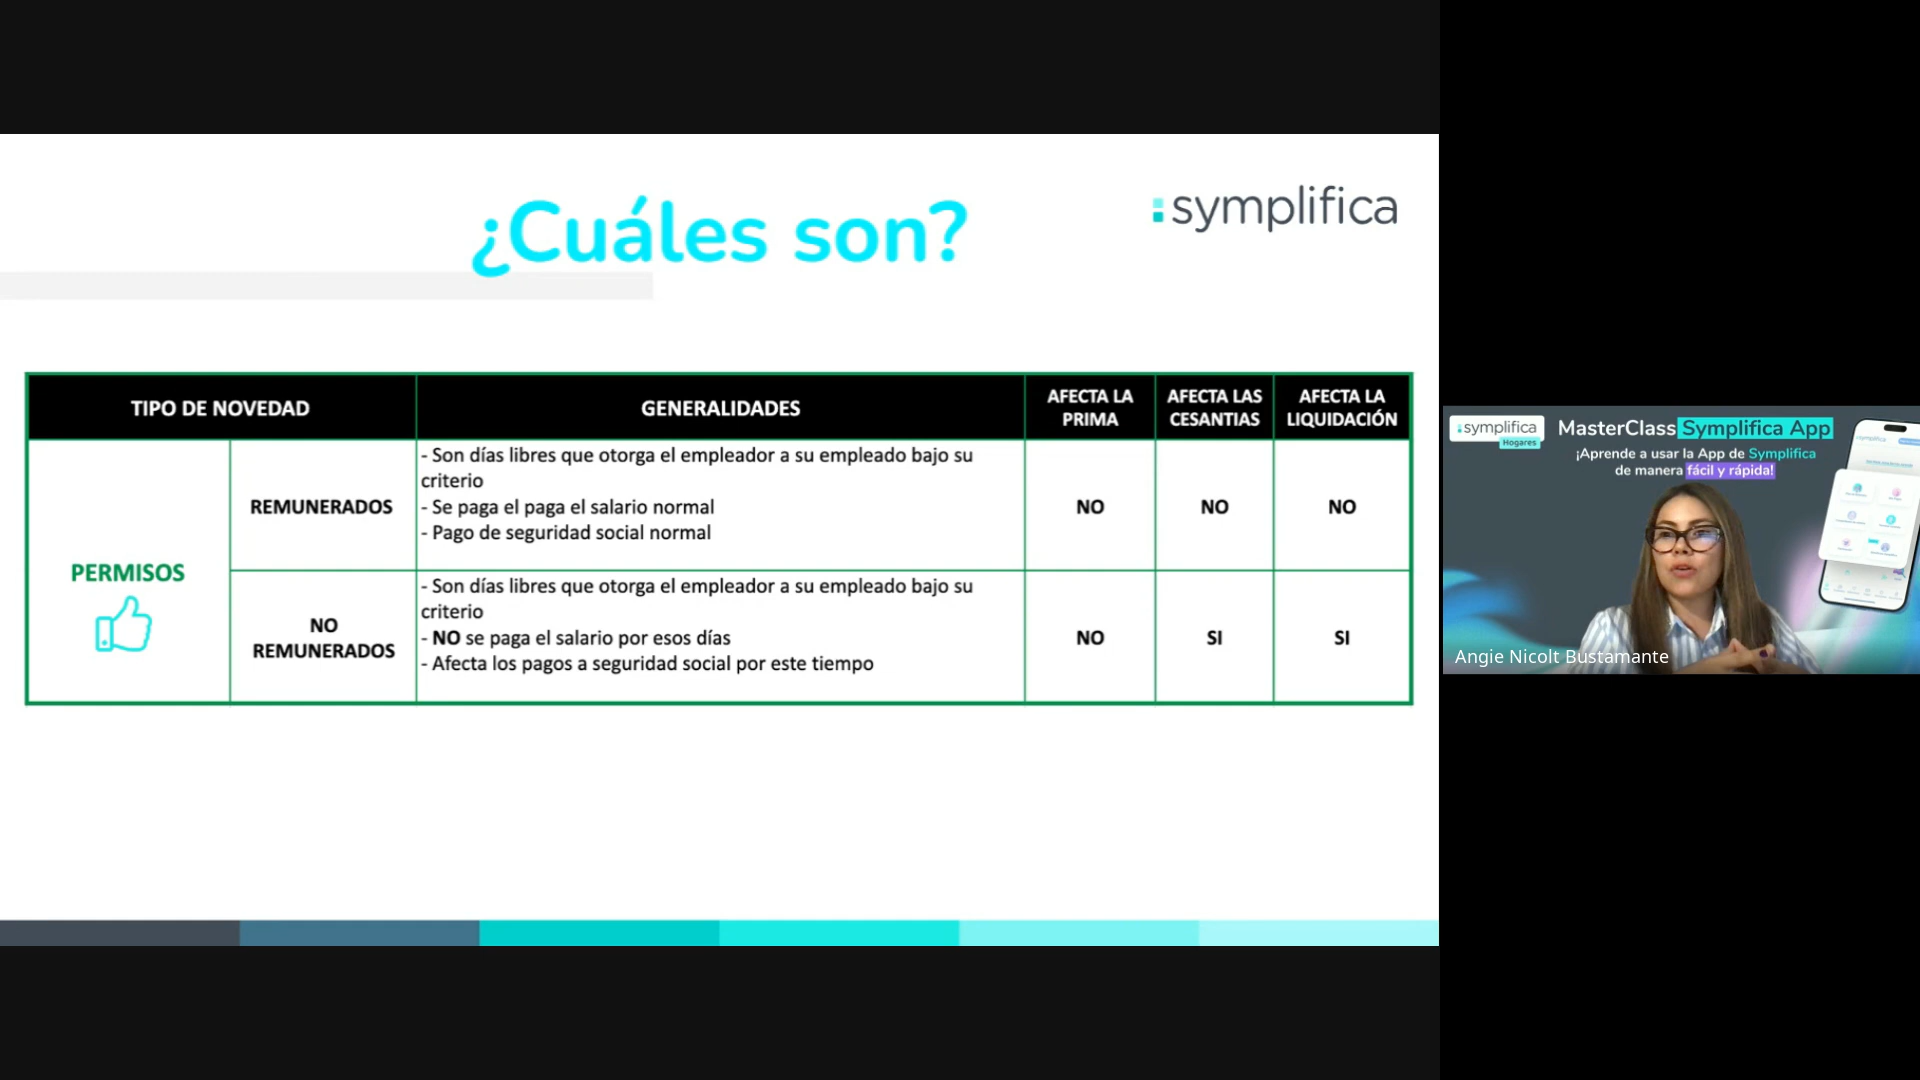 ¿Cuáles son?
symplifica
TIPO DE NOVEDAD
GENERALIDADES
AFECTA LA
PRIMA
AFECTA LAS
CESANTIAS
AFECTA LA
LIQUIDACIÓN
PERMISOS
REMUNERADOS
- Son días libres que otorga el empleador a su empleado bajo su
criterio
- Se paga el paga el salario normal
- Pago de seguridad social normal
NO
NO
NO
NO
REMUNERADOS
- Son días libres que otorga el empleador a su empleado bajo su
criterio
- NO se paga el salario por esos días
- Afecta los pagos a seguridad social por este tiempo
NO
SI
SI
symplifica
Hogares
MasterClass Symplifica App
¡Aprende a usar la App de Symplifica
de manera fácil y rápida!
Angie Nicolt Bustamante